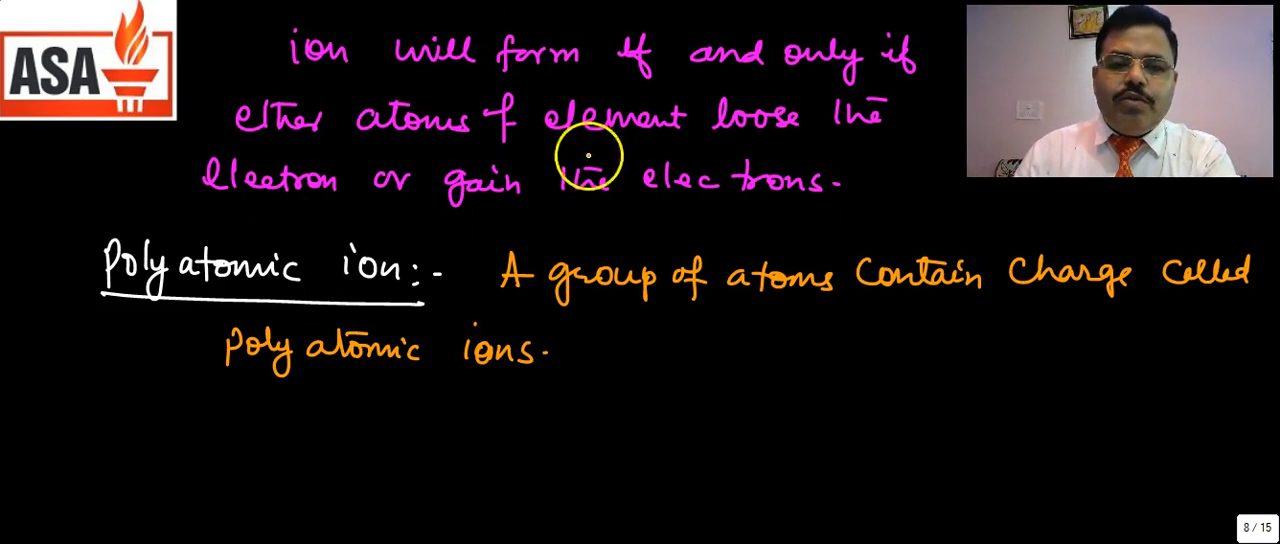 ASA
ion will form if and only if
either atoms of element loose the
electron or gain the electrons.
Polyatomic ion:- A group of atoms contain charge called
polyatomic ions.
8 / 15